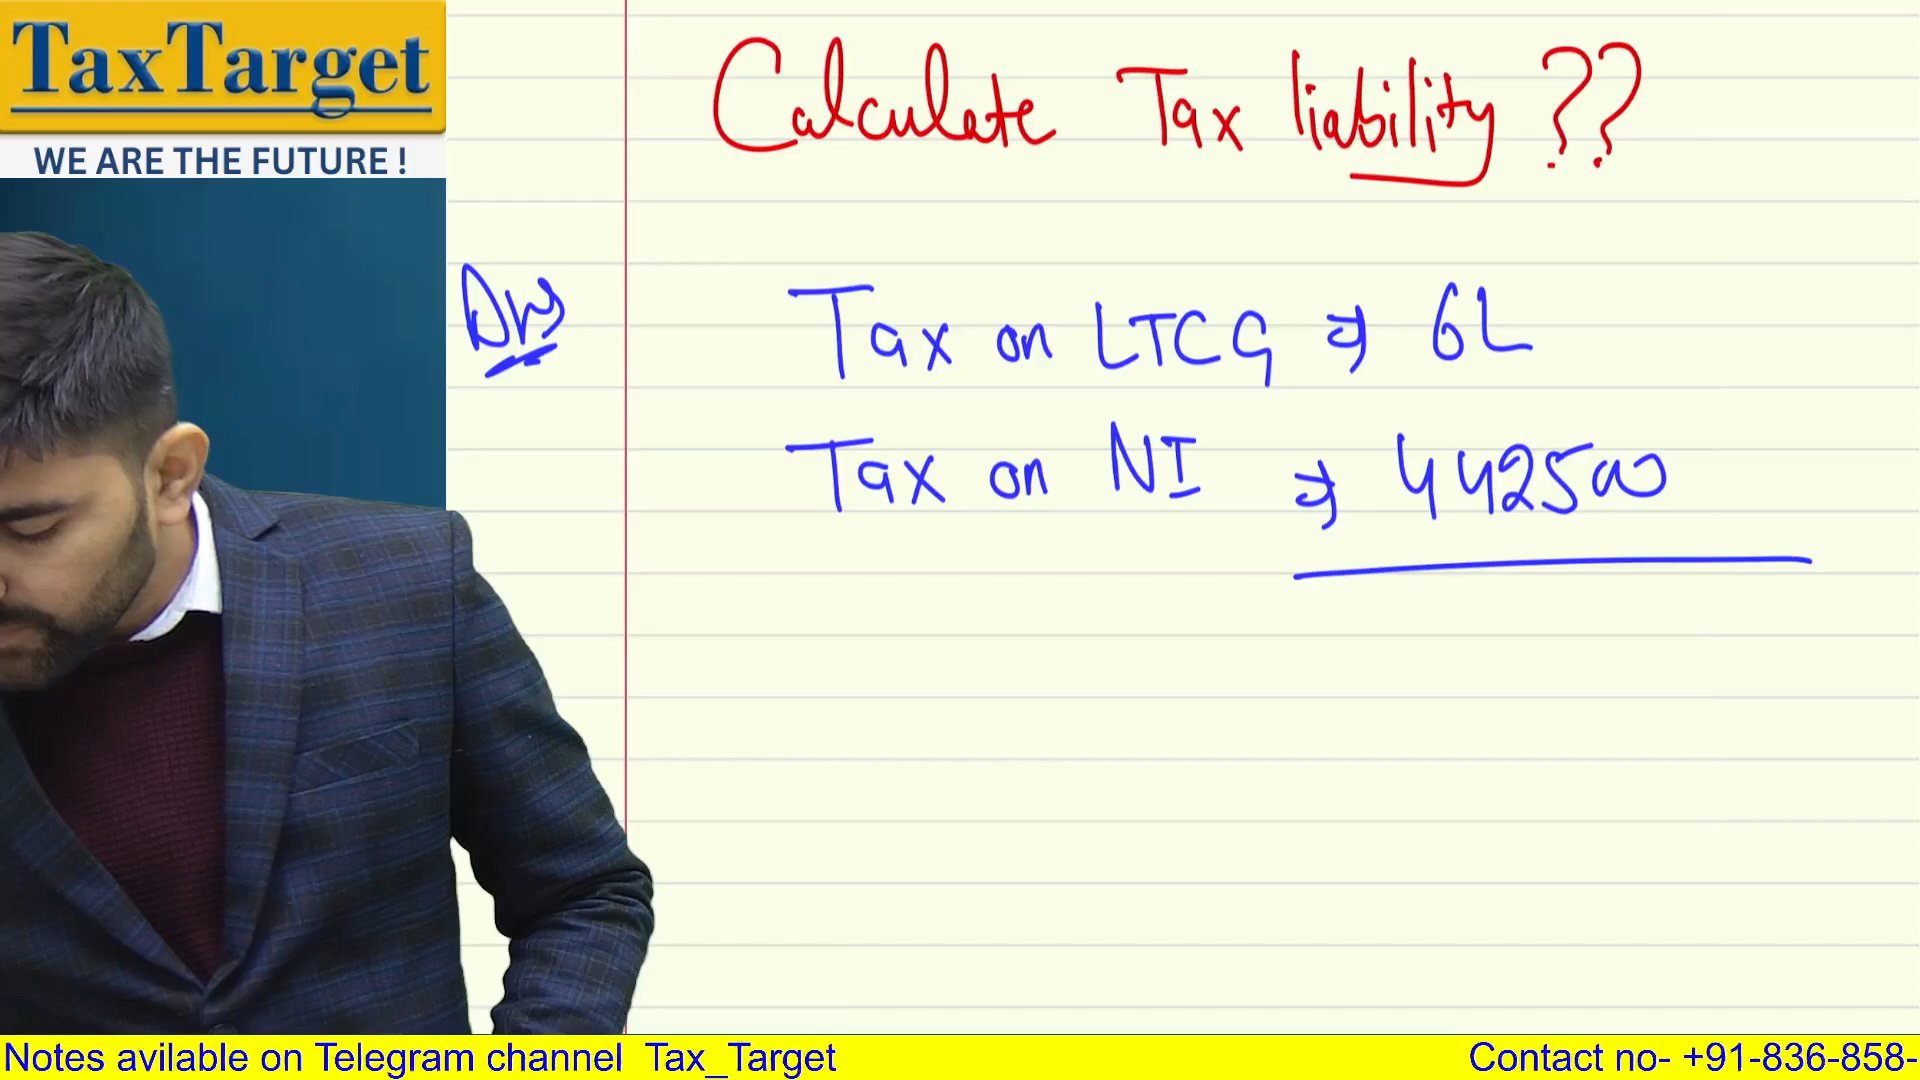 TaxTarget
WE ARE THE FUTURE !
Calculate Tax liability ??
Ans
Tax on LTCG ⇒ 6L
Tax on NI ⇒ 442500
Notes avilable on Telegram channel Tax_Target
Contact no- +91-836-858-